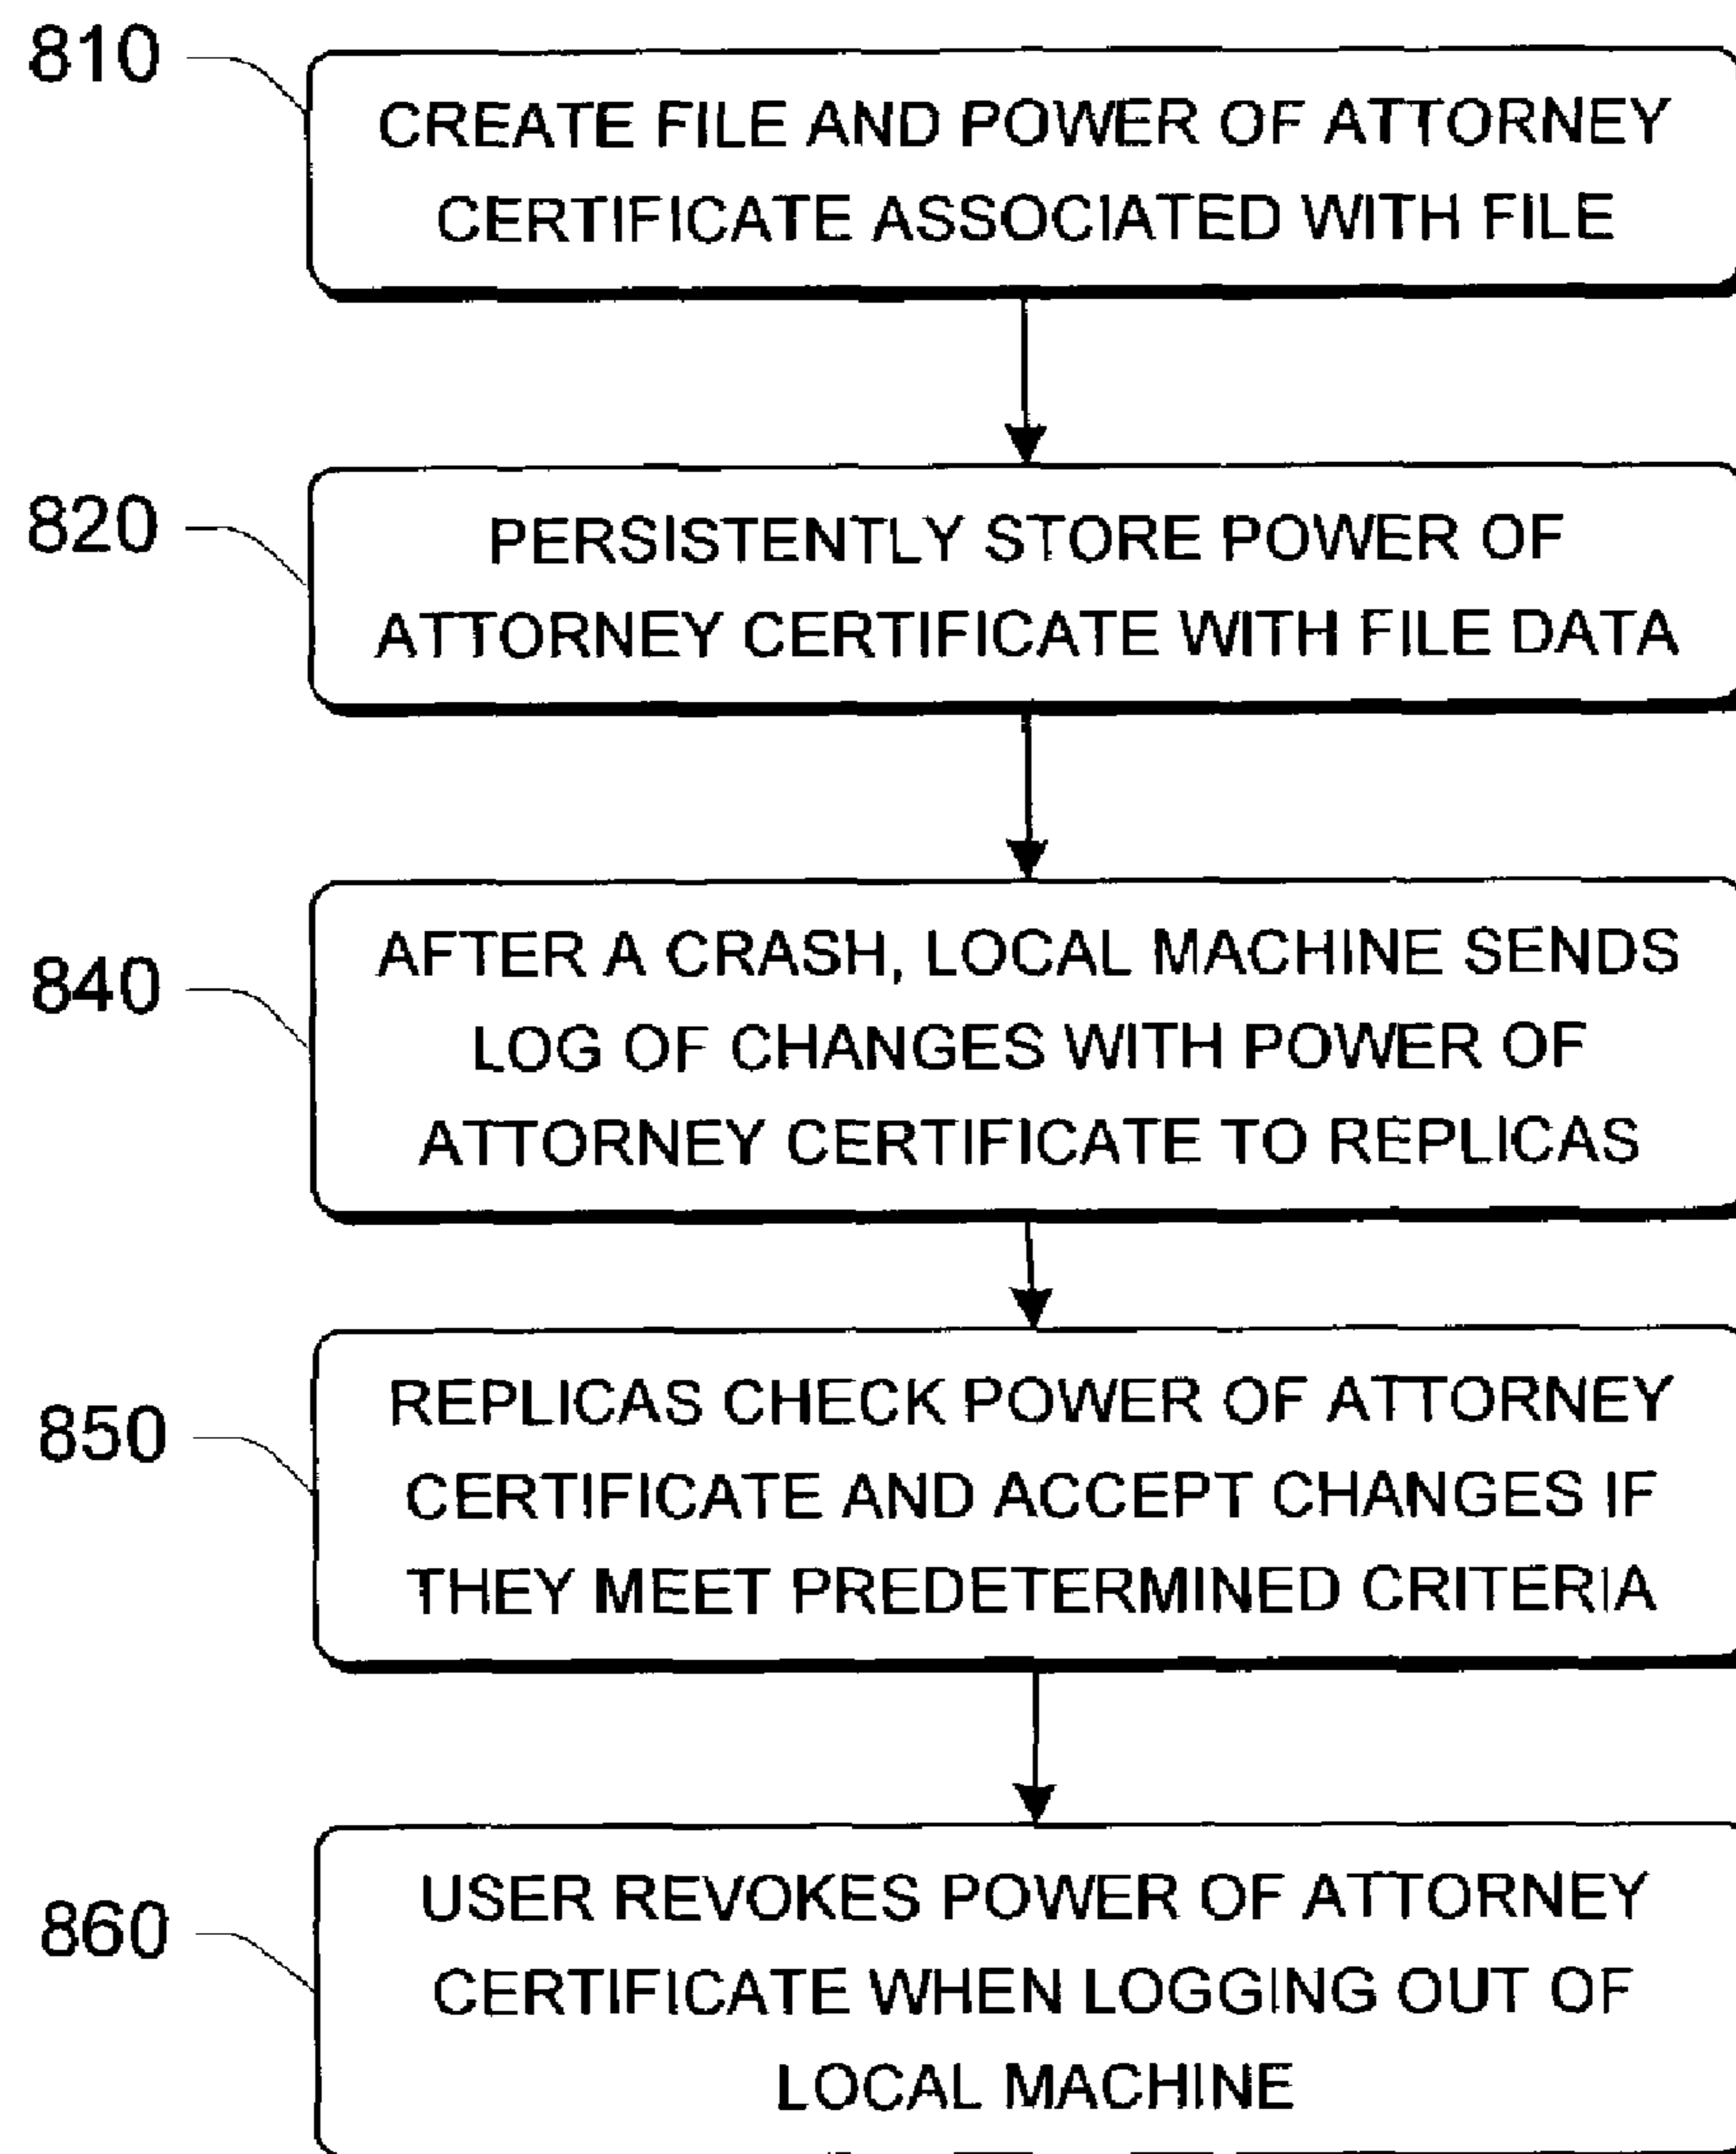 810
CREATE FILE AND POWER OF ATTORNEY
CERTIFICATE ASSOCIATED WITH FILE
820
PERSISTENTLY STORE POWER OF
ATTORNEY CERTIFICATE WITH FILE DATA
840
AFTER A CRASH, LOCAL MACHINE SENDS
LOG OF CHANGES WITH POWER OF
ATTORNEY CERTIFICATE TO REPLICAS
850
REPLICAS CHECK POWER OF ATTORNEY
CERTIFICATE AND ACCEPT CHANGES IF
THEY MEET PREDETERMINED CRITERIA
860
USER REVOKES POWER OF ATTORNEY
CERTIFICATE WHEN LOGGING OUT OF
LOCAL MACHINE